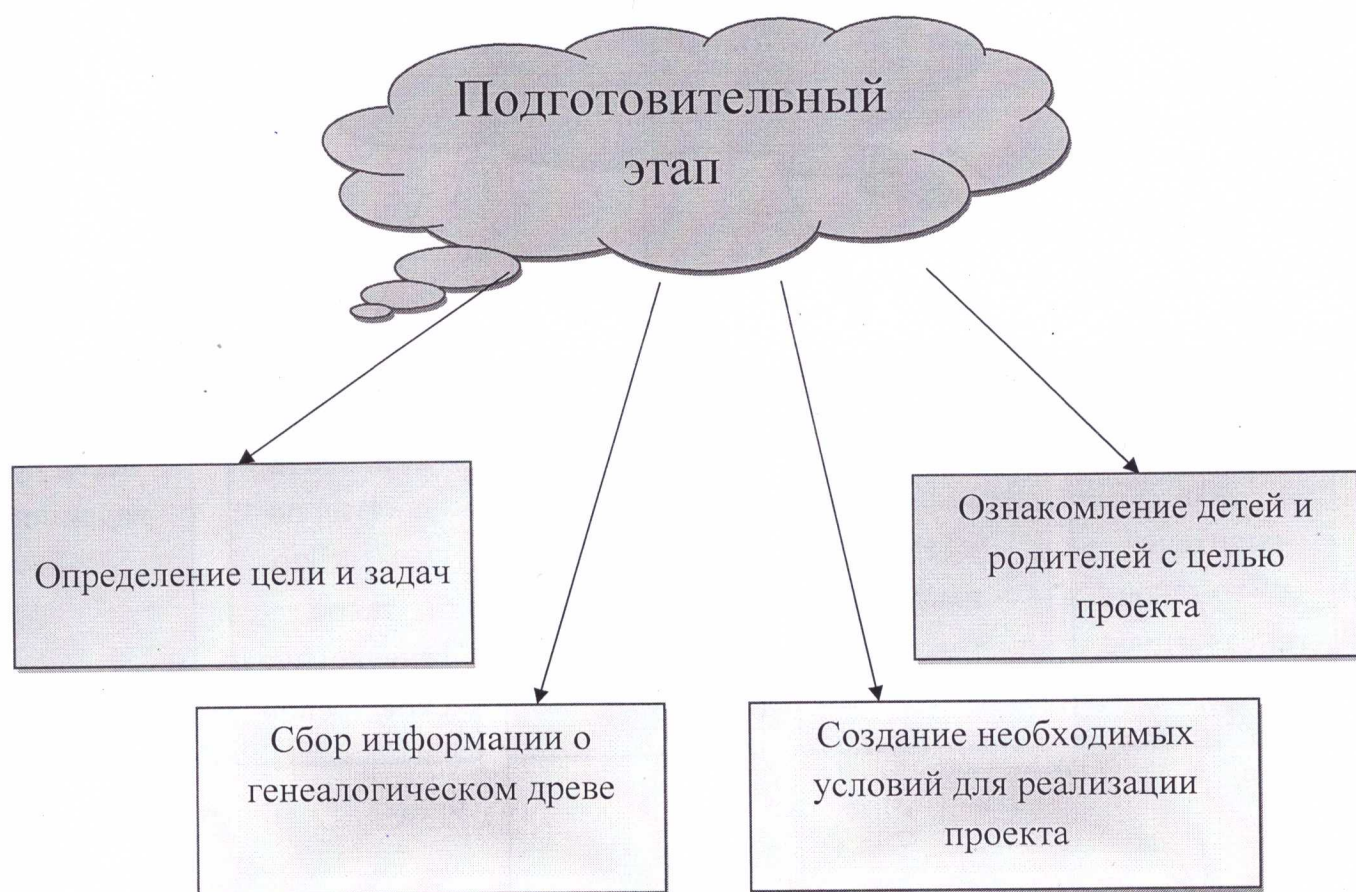 Подготовительный
этап
Определение цели и задач
Ознакомление детей и
родителей с целью
проекта
Сбор информации о
генеалогическом древе
Создание необходимых
условий для реализации
проекта